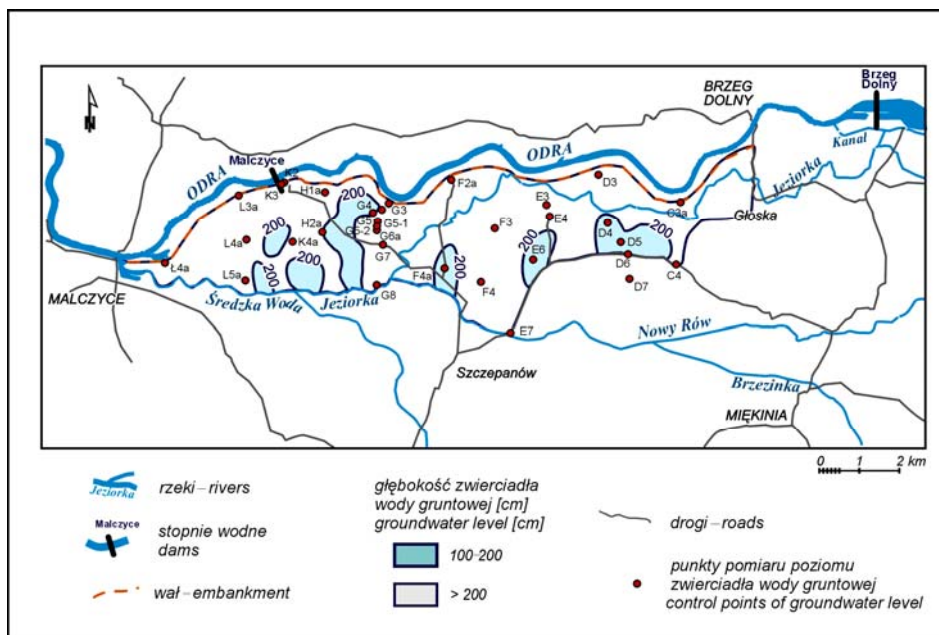 BRZEG
DOLNY
Brzeg
Dolny
N
ODRA
Malczyce
ODRA
Kanał
Jeziorka
K2
K3
H1a
L3a
200
G4
G3
G5
G5-1
G5-2
G6a
G7
H2a
F2a
D3
E3
E4
C3a
Głoska
F3
D4
200
D5
D6
D7
C4
L4a
200
K4a
Ł4a
L5a
200
200
F4a
200
F4
200
E6
G8
E7
MALCZYCE
Średzka Woda
Jeziorka
Nowy Rów
Szczepanów
Brzezinka
MIĘKINIA
0 1 2 km
Jeziorka
rzeki – rivers
Malczyce
stopnie wodne
dams
wał – embankment
głębokość zwierciadła
wody gruntowej [cm]
groundwater level [cm]
100-200
> 200
drogi – roads
punkty pomiaru poziomu
zwierciadła wody gruntowej
control points of groundwater level